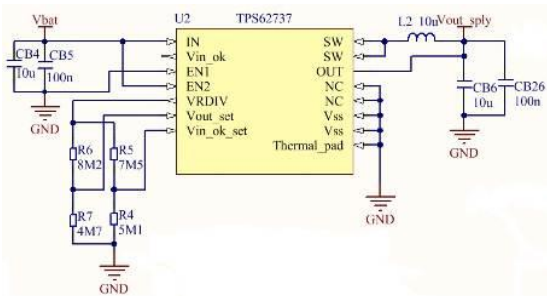 U2 TPS62737
Vbat
CB4
10u
CB5
100n
GND
IN
Vin_ok
EN1
EN2
VRDIV
Vout_set
Vin_ok_set
SW
SW
OUT
NC
NC
Vss
Vss
Thermal_pad
L2 10n
Vout_sply
CB6
10u
CB26
100n
GND
R6
8M2
R5
7M5
R7
4M7
R4
5M1
GND
GND